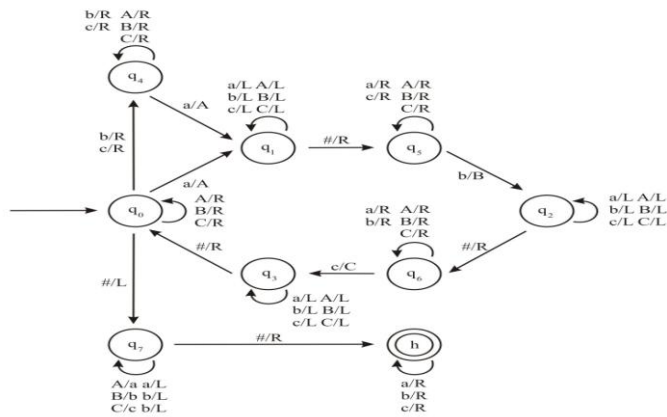 b/R A/R
c/R B/R
C/R
q₄
a/A
a/L A/L
b/L B/L
c/L C/L
q₁
#/R
a/R A/R
c/R B/R
C/R
q₅
b/B
b/R
c/R
a/A
q₀
A/R
B/R
C/R
a/R A/R
b/R B/R
C/R
q₂
a/L A/L
b/L B/L
c/L C/L
#/R
q₃
c/C
q₆
#/R
#/L
a/L A/L
b/L B/L
c/L C/L
q₇
#/R
h
A/a a/L
B/b b/L
C/c b/L
a/R
b/R
c/R